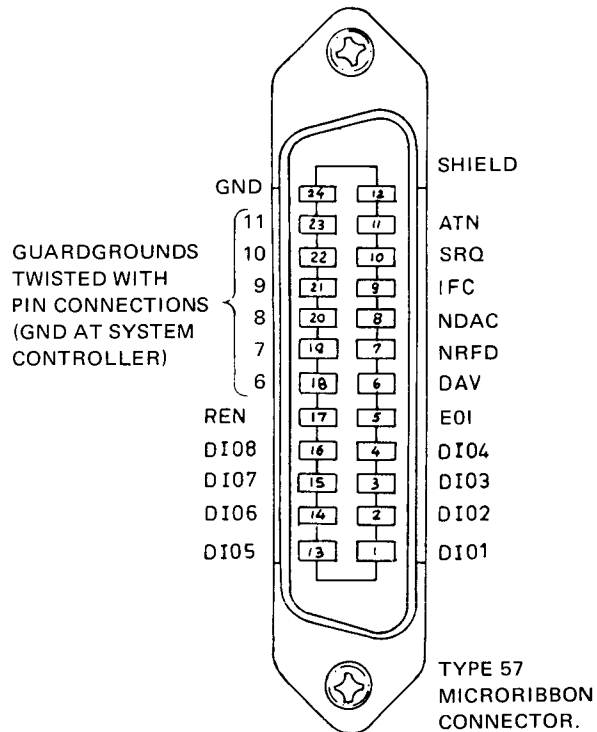 SHIELD
GND 24 12
11 23 11 ATN
10 22 10 SRQ
9 21 9 IFC
8 20 8 NDAC
7 19 7 NRFD
6 18 6 DAV
GUARDGROUNDS
TWISTED WITH
PIN CONNECTIONS
(GND AT SYSTEM
CONTROLLER)
REN 17 5 EOI
DIO8 16 4 DIO4
DIO7 15 3 DIO3
DIO6 14 2 DIO2
DIO5 13 1 DIO1
TYPE 57
MICRORIBBON
CONNECTOR.